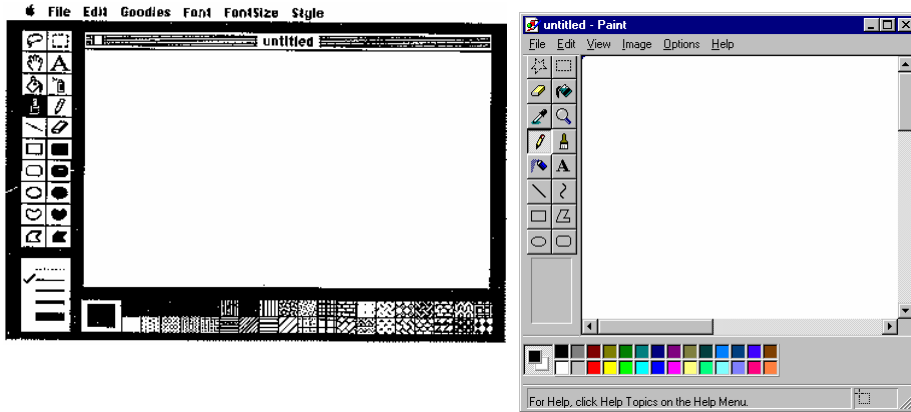 File Edit Goodies Font FontSize Style
untitled
A
untitled - Paint
File Edit View Image Options Help
A
For Help, click Help Topics on the Help Menu.